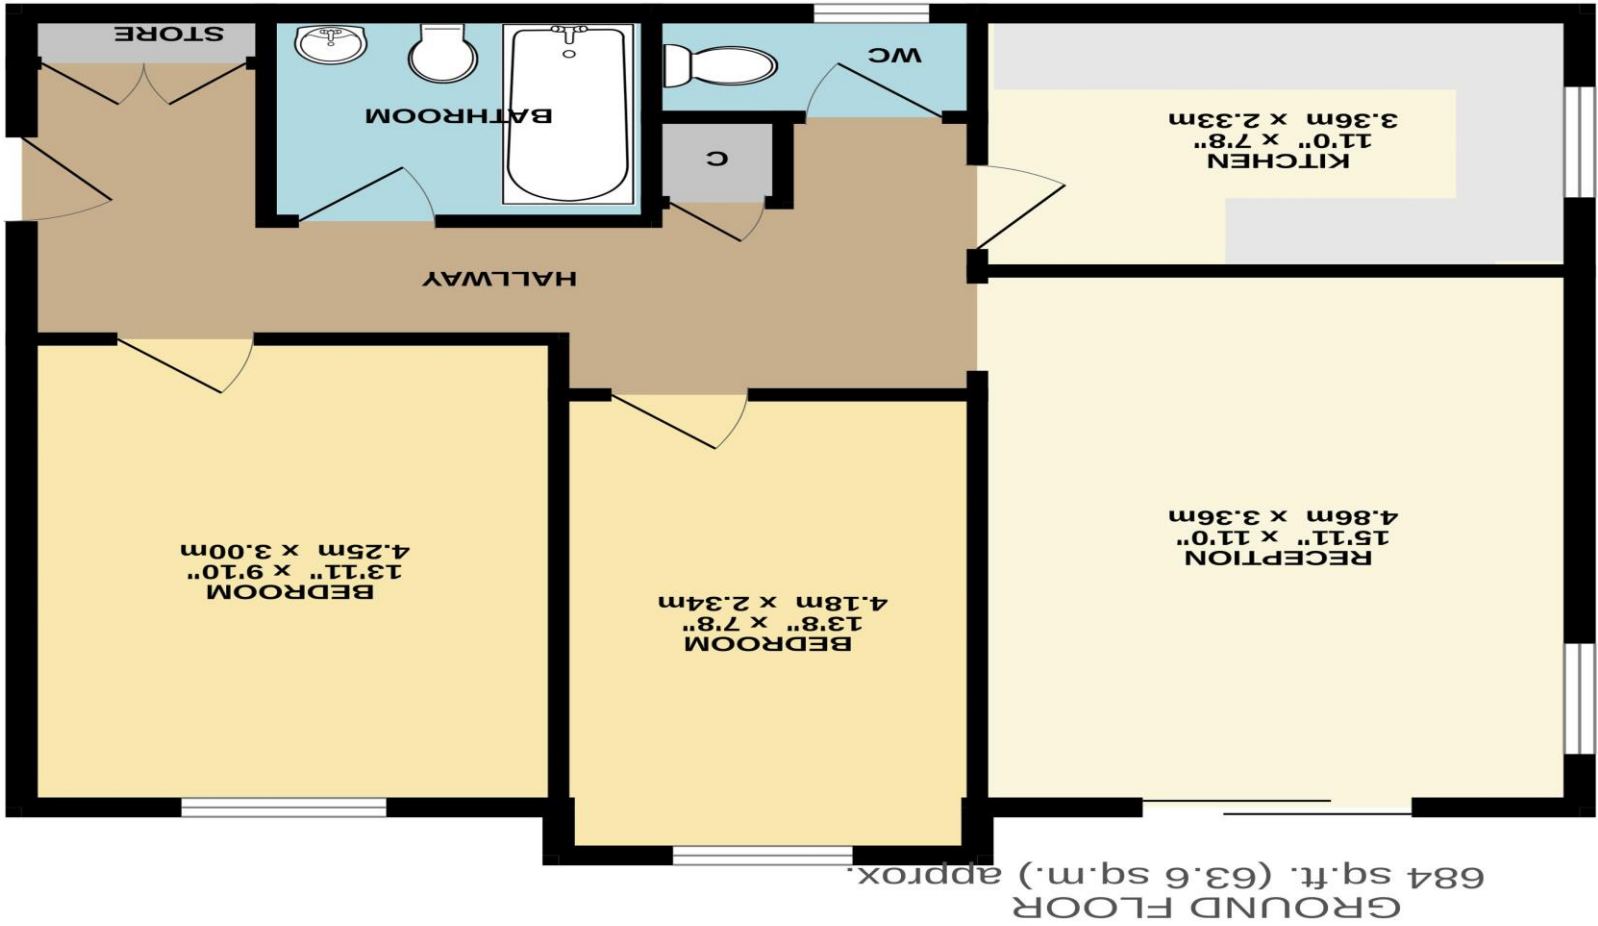 GROUND FLOOR
684 sq.ft. (63.6 sq.m.) approx.
RECEPTION
15'11" x 11'0"
4.86m x 3.36m
BEDROOM
13'8" x 7'8"
4.18m x 2.34m
BEDROOM
13'11" x 9'10"
4.25m x 3.00m
HALLWAY
KITCHEN
11'0" x 7'8"
3.36m x 2.33m
C
BATHROOM
WC
STORE